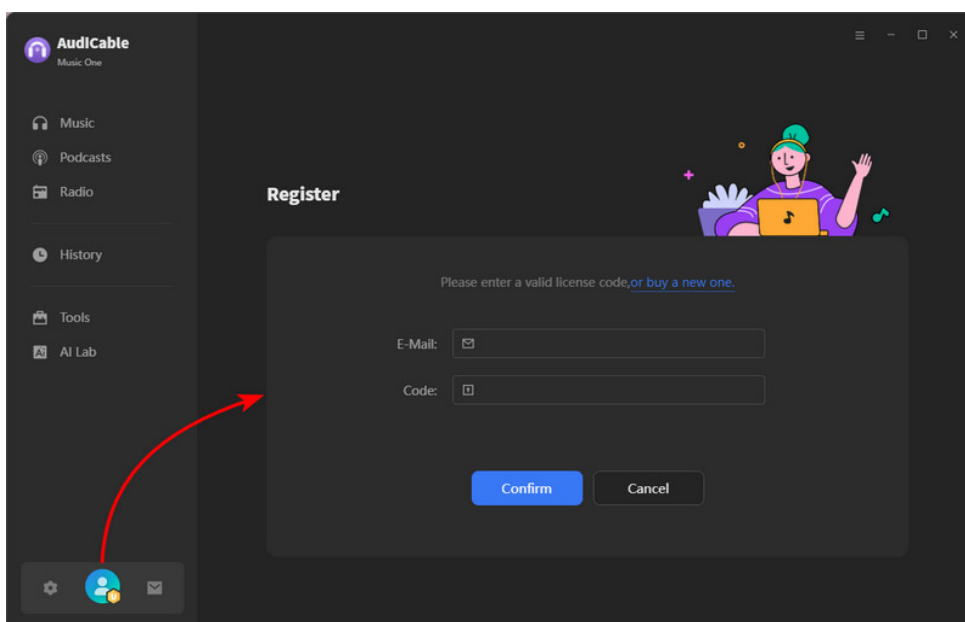 AudICable
Music One
Music
Podcasts
Radio
History
Tools
AI Lab
Register
Please enter a valid license code,or buy a new one.
E-Mail:
Code:
Confirm
Cancel